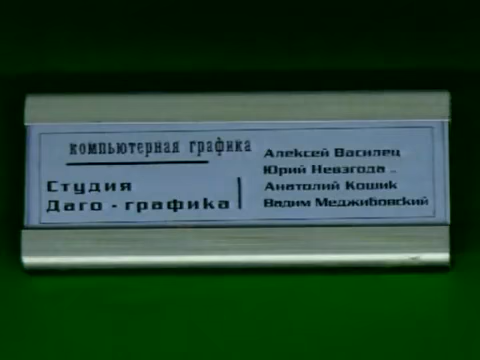 компьютерная графика
Студия
Даго - графика
Алексей Василец
Юрий Невзгода
Анатолий Кошик
Вадим Меджибовский